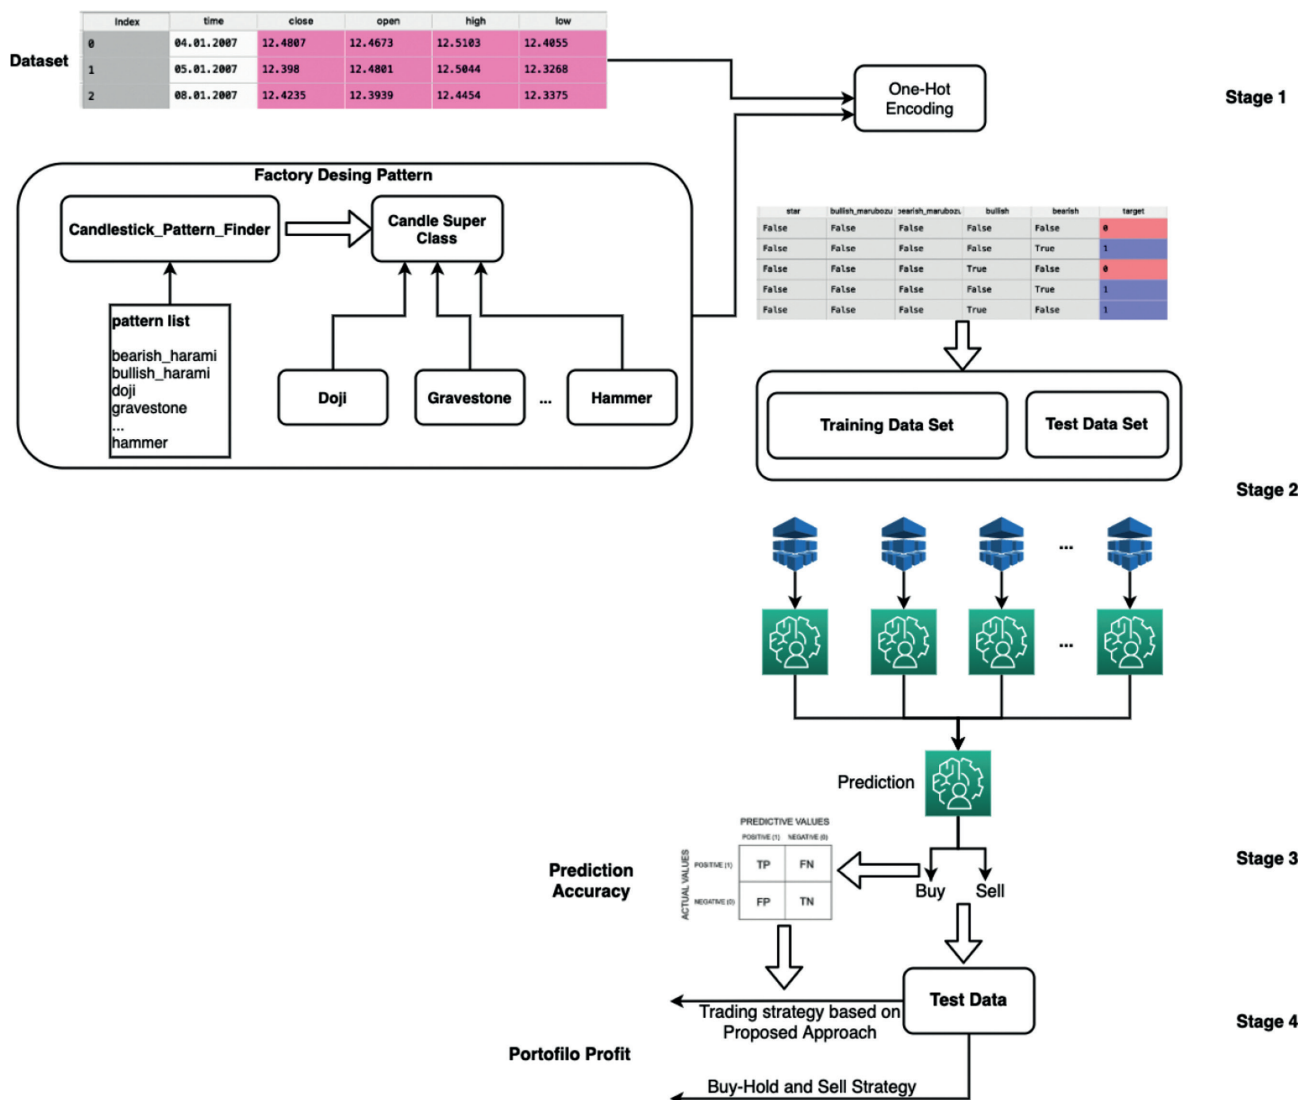 Index time close open high low
0 04.01.2007 12.4807 12.4673 12.5103 12.4055
Dataset
1 05.01.2007 12.398 12.4801 12.5044 12.3268
2 08.01.2007 12.4235 12.3939 12.4454 12.3375
One-Hot
Encoding
Stage 1
Factory Desing Pattern
Candlestick_Pattern_Finder
Candle Super
Class
pattern list
bearish_harami
bullish_harami
doji
gravestone
...
hammer
Doji
Gravestone
...
Hammer
star bullish_marubozu bearish_marubozu bullish bearish target
False False False False False 0
False False False False True 1
False False False True False 0
False False False False True 1
False False False True False 1
Training Data Set
Test Data Set
Stage 2
...
...
Prediction
PREDICTIVE VALUES
POSITIVE (1) NEGATIVE (0)
ACTUAL VALUES
POSITIVE (1) TP FN
NEGATIVE (0) FP TN
Prediction
Accuracy
Buy
Sell
Stage 3
Test Data
Trading strategy based on
Proposed Approach
Stage 4
Portofilo Profit
Buy-Hold and Sell Strategy